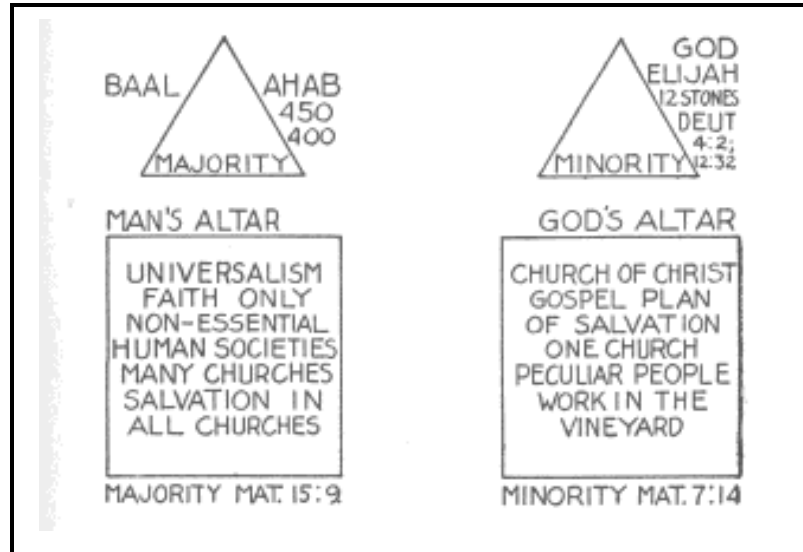 BAAL
AHAB
450
400
MAJORITY
MAN'S ALTAR
UNIVERSALISM
FAITH ONLY
NON-ESSENTIAL
HUMAN SOCIETIES
MANY CHURCHES
SALVATION IN
ALL CHURCHES
MAJORITY MAT. 15:9
GOD
ELIJAH
12 STONES
DEUT
4:2;
12:32
MINORITY
GOD'S ALTAR
CHURCH OF CHRIST
GOSPEL PLAN
OF SALVATION
ONE CHURCH
PECULIAR PEOPLE
WORK IN THE
VINEYARD
MINORITY MAT. 7:14